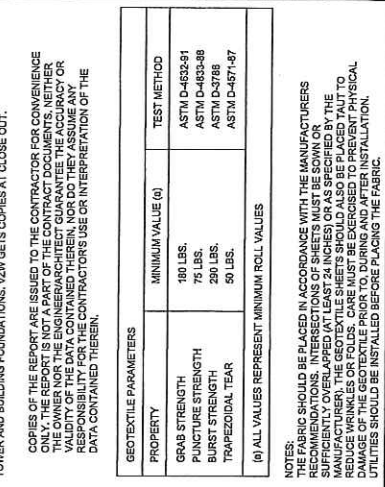 TOWER AND BUILDING FOUNDATIONS, VZW GETS COPIES AT CLOSE OUT.
COPIES OF THE REPORT ARE ISSUED TO THE CONTRACTOR FOR CONVENIENCE
ONLY. THE REPORT IS NOT A PART OF THE CONTRACT DOCUMENTS. NEITHER
THE OWNER NOR THE ENGINEER/ARCHITECT GUARANTEE THE ACCURACY OR
VALIDITY OF THE DATA CONTAINED THEREIN, NOR DO THEY ASSUME ANY
RESPONSIBILITY FOR THE CONTRACTOR'S USE OR INTERPRETATION OF THE
DATA CONTAINED THEREIN.
GEOTEXTILE PARAMETERS
PROPERTY MINIMUM VALUE (a) TEST METHOD
GRAB STRENGTH 180 LBS. ASTM D-4632-91
PUNCTURE STRENGTH 75 LBS. ASTM D-4833-88
BURST STRENGTH 290 LBS. ASTM D-3786
TRAPEZOIDAL TEAR 50 LBS. ASTM D-4571-87
(a) ALL VALUES REPRESENT MINIMUM ROLL VALUES
NOTES:
THE FABRIC SHOULD BE PLACED IN ACCORDANCE WITH THE MANUFACTURERS
RECOMMENDATIONS. INTERSECTIONS OF SHEETS MUST BE SOWN OR
SUFFICIENTLY OVERLAPPED (AT LEAST 24 INCHES) OR AS SPECIFIED BY THE
MANUFACTURER). THE GEOTEXTILE SHEETS SHOULD ALSO BE PLACED TAUT TO
REDUCE WRINKLES OR FOLDS. CARE MUST BE EXERCISED TO PREVENT PHYSICAL
DAMAGE OF THE GEOTEXTILE PRIOR TO, DURING AND AFTER INSTALLATION.
UTILITIES SHOULD BE INSTALLED BEFORE PLACING THE FABRIC.